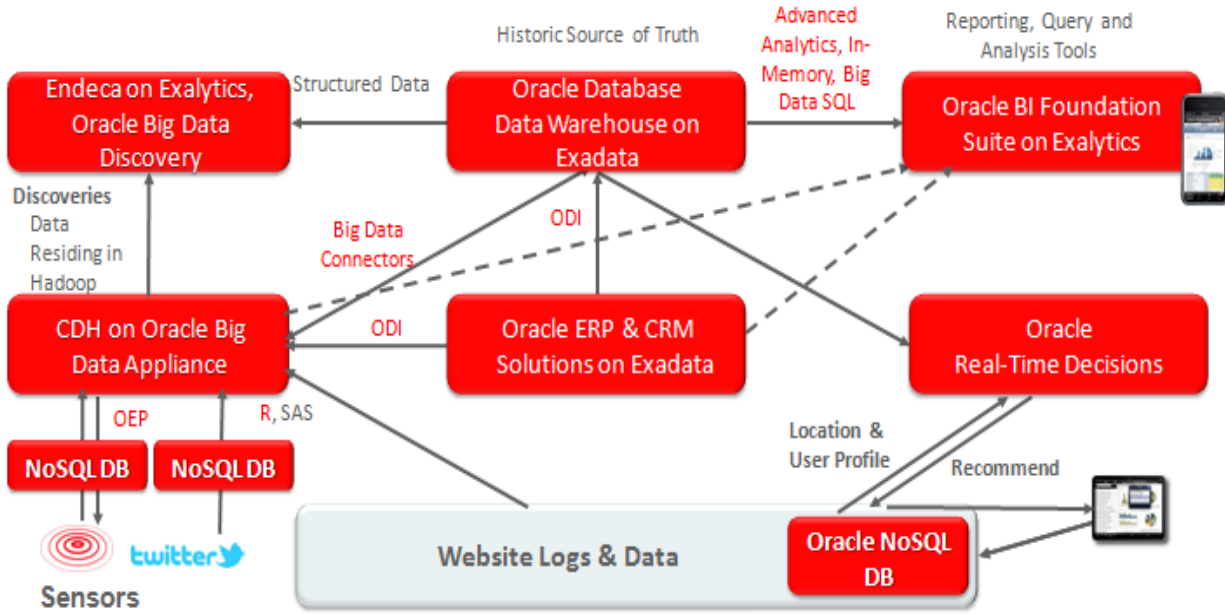 Historic Source of Truth
Advanced
Analytics, In-
Memory, Big
Data SQL
Reporting, Query and
Analysis Tools
Endeca on Exalytics,
Oracle Big Data
Discovery
Structured Data
Oracle Database
Data Warehouse on
Exadata
Oracle BI Foundation
Suite on Exalytics
Discoveries
Data
Residing in
Hadoop
Big Data
Connectors
ODI
CDH on Oracle Big
Data Appliance
ODI
Oracle ERP & CRM
Solutions on Exadata
Oracle
Real-Time Decisions
OEP
R, SAS
NoSQL DB
NoSQL DB
Location &
User Profile
Recommend
twitter
Sensors
Website Logs & Data
Oracle NoSQL
DB